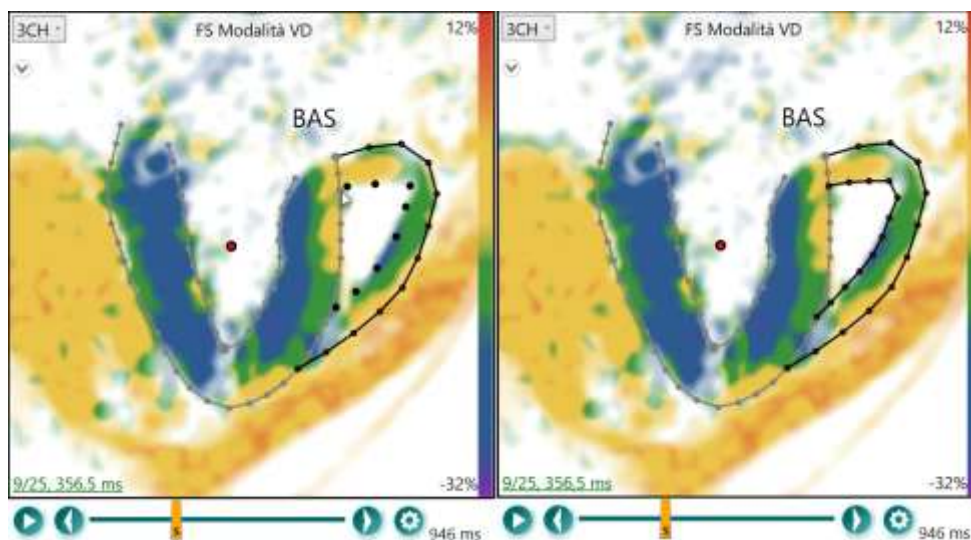 3CH
FS Modalità VD
12%
BAS
9/25, 356,5 ms
-32%
s
946 ms
3CH
FS Modalità VD
12%
BAS
9/25, 356,5 ms
-32%
s
946 ms